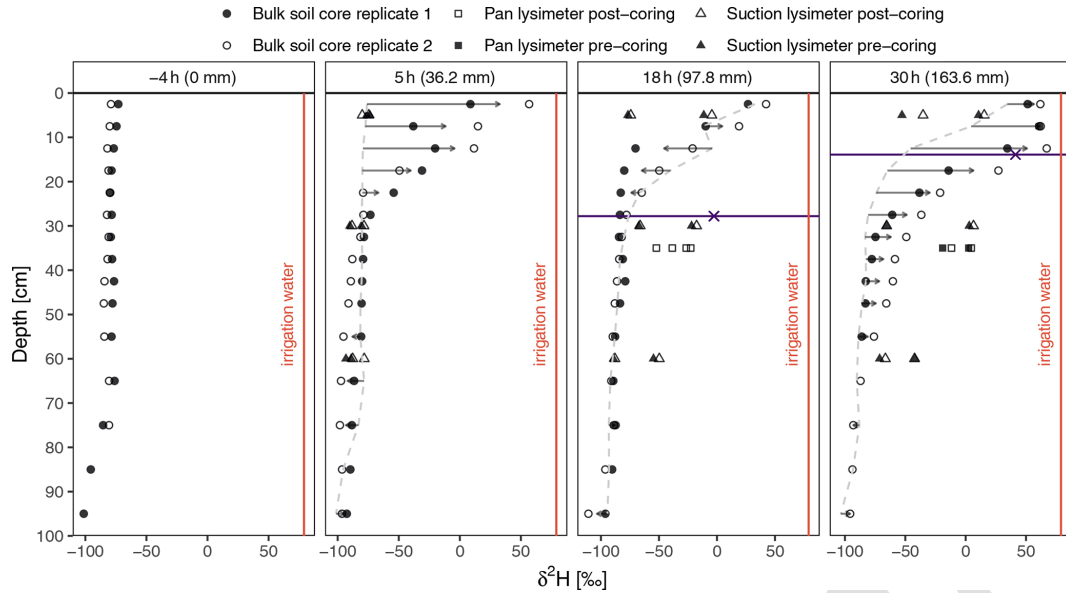 Bulk soil core replicate 1 Pan lysimeter post−coring Suction lysimeter post−coring
Bulk soil core replicate 2 Pan lysimeter pre−coring Suction lysimeter pre−coring
−4 h (0 mm) 5 h (36.2 mm) 18 h (97.8 mm) 30 h (163.6 mm)
0
10
20
30
40
50
60
70
80
90
100
Depth [cm]
irrigation water irrigation water irrigation water irrigation water
−100 −50 0 50 −100 −50 0 50 −100 −50 0 50 −100 −50 0 50
δ²H [‰]